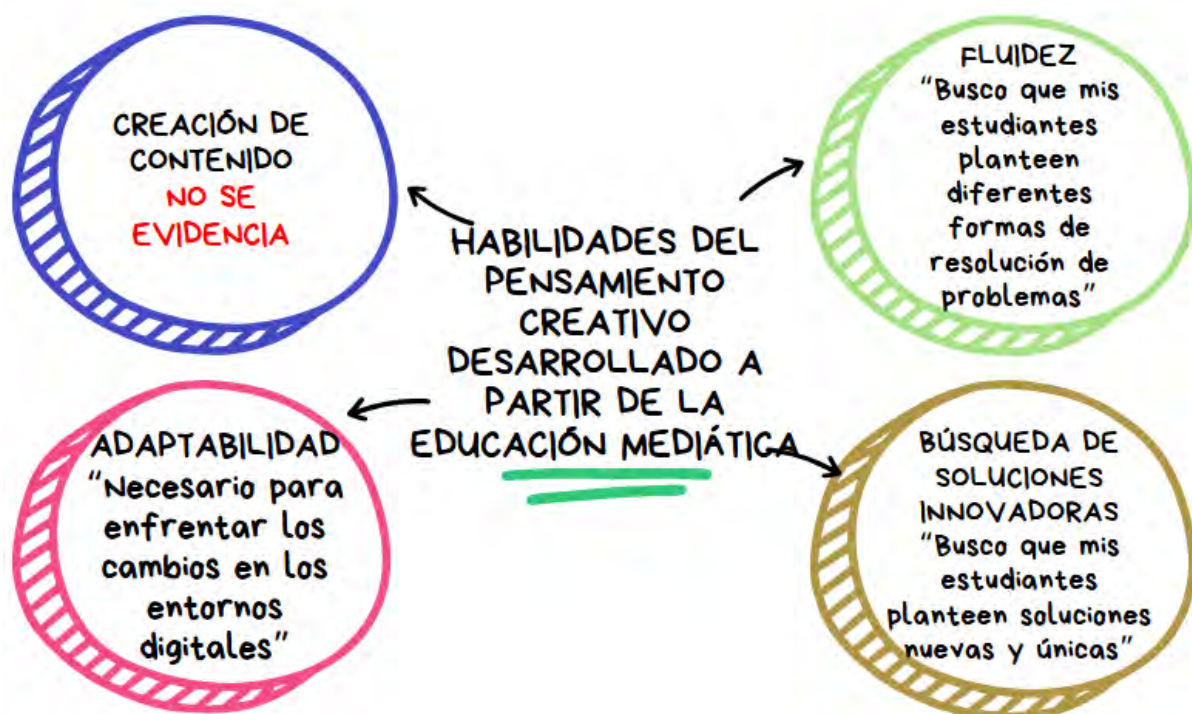 CREACIÓN DE
CONTENIDO
NO SE
EVIDENCIA
FLUIDEZ
“Busco que mis
estudiantes
planteen
diferentes
formas de
resolución de
problemas”
HABILIDADES DEL
PENSAMIENTO
CREATIVO
DESARROLLADO A
PARTIR DE LA
EDUCACIÓN MEDIÁTICA
ADAPTABILIDAD
“Necesario para
enfrentar los
cambios en los
entornos
digitales”
BÚSQUEDA DE
SOLUCIONES
INNOVADORAS
“Busco que mis
estudiantes
planteen soluciones
nuevas y únicas”